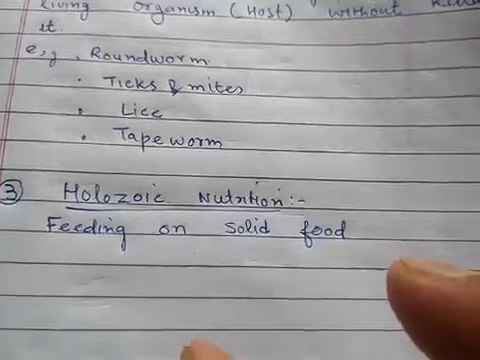 living organism (Host) without
it.
e.g. Roundworm
• Ticks & mites
• Lice
• Tapeworm
③ Holozoic Nutrition:-
Feeding on solid food